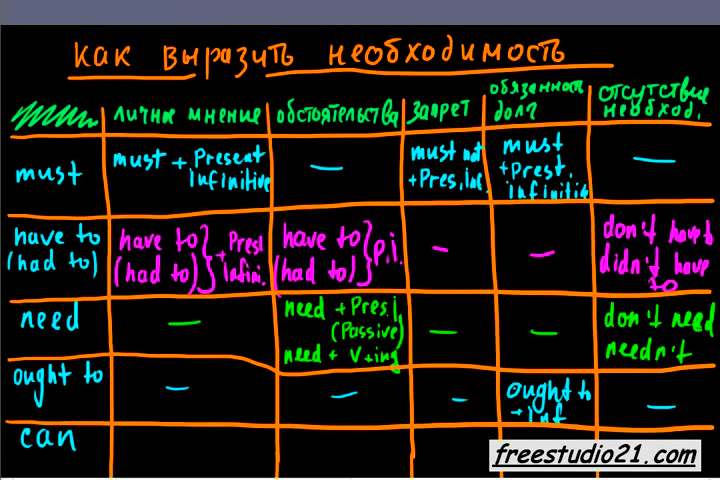 как выразить необходимость
личное мнение обстоятельства запрет обязанность долг отсутствие необход.
must
must + Present Infinitive
—
must not + Pres. Inf.
must + Prest. infinitiv
—
have to (had to)
have to (had to) } + Prest Infini.
have to (had to) } p.i.
—
—
don't have to
didn't have to
need
—
need + Pres. i (Passive)
need + V + ing
—
—
don't need
needn't
ought to
—
—
—
ought to + inf
—
can
freestudio21.com